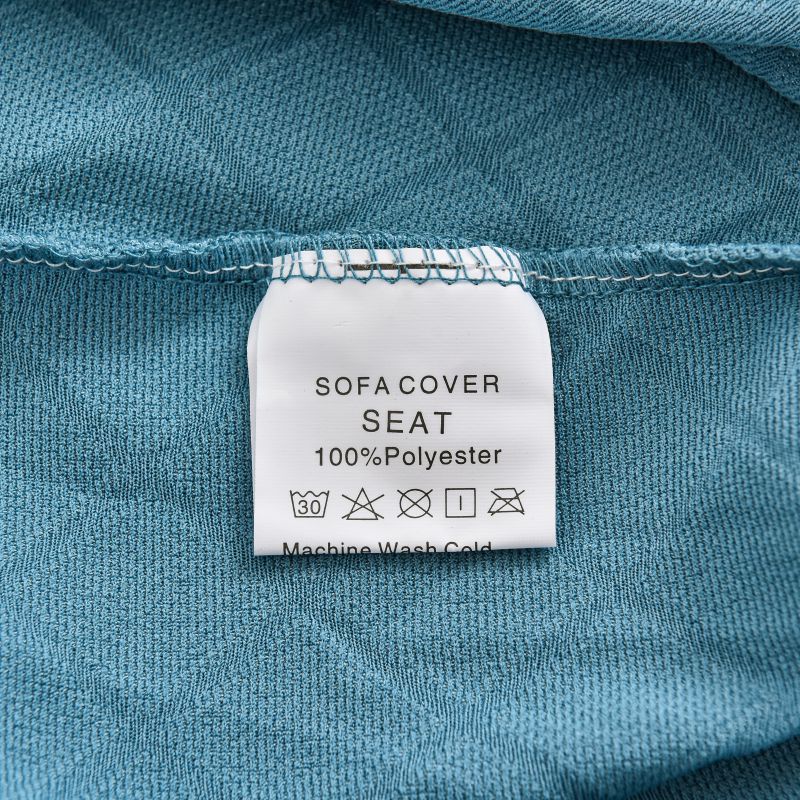 SOFA COVER
SEAT
100%Polyester
30
Machine Wash Cold